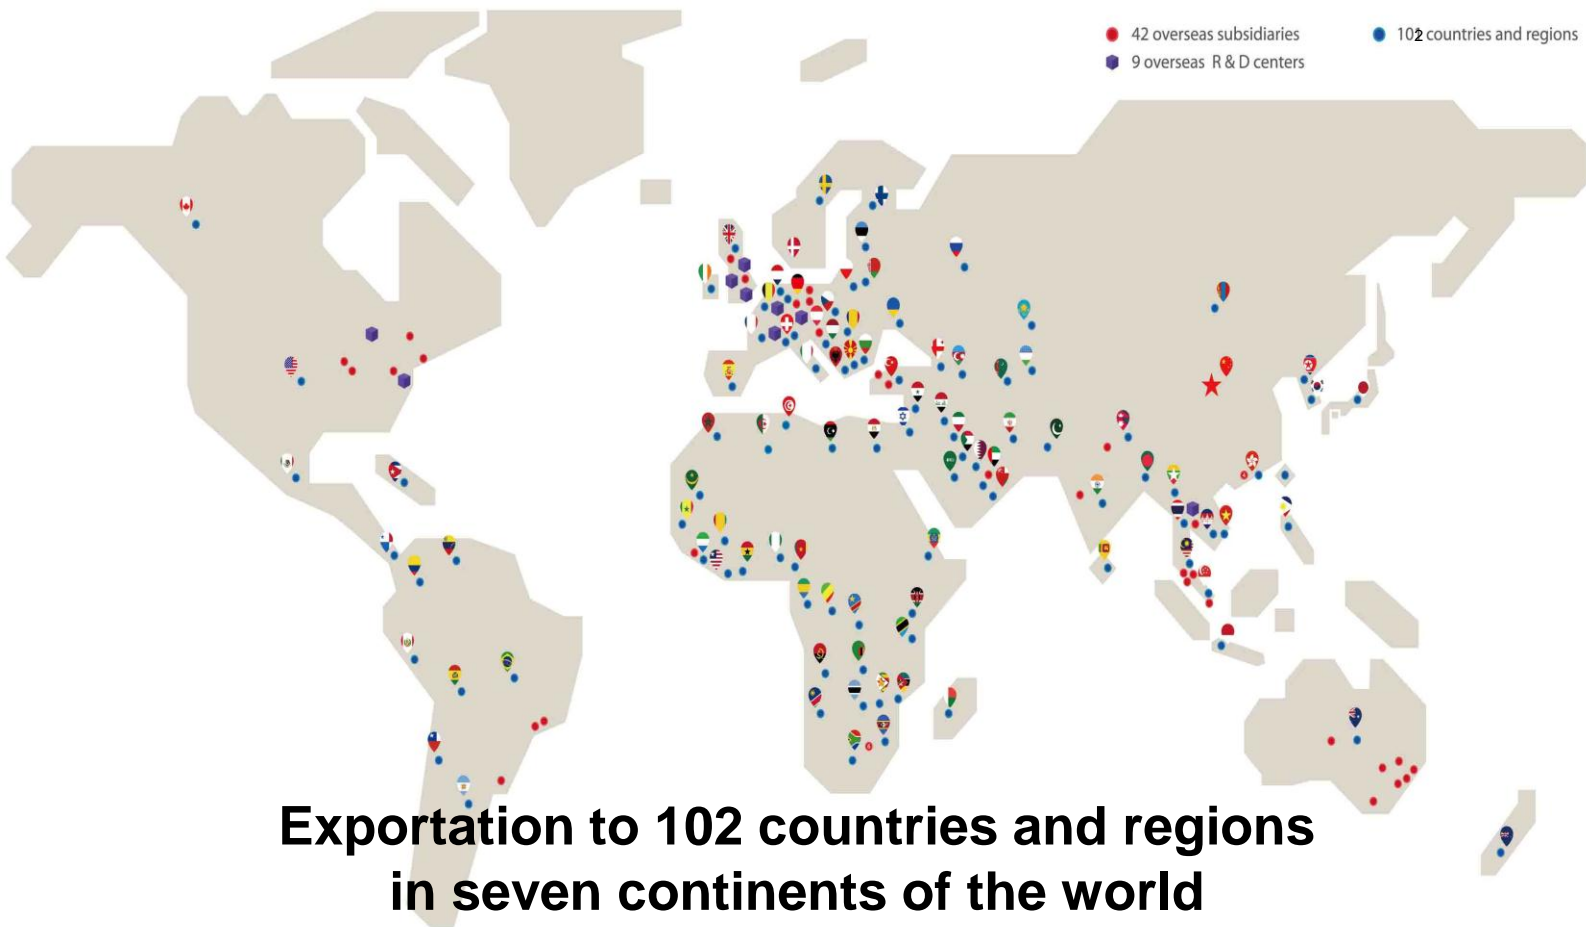 42 overseas subsidiaries
102 countries and regions
9 overseas R & D centers
Exportation to 102 countries and regions
in seven continents of the world